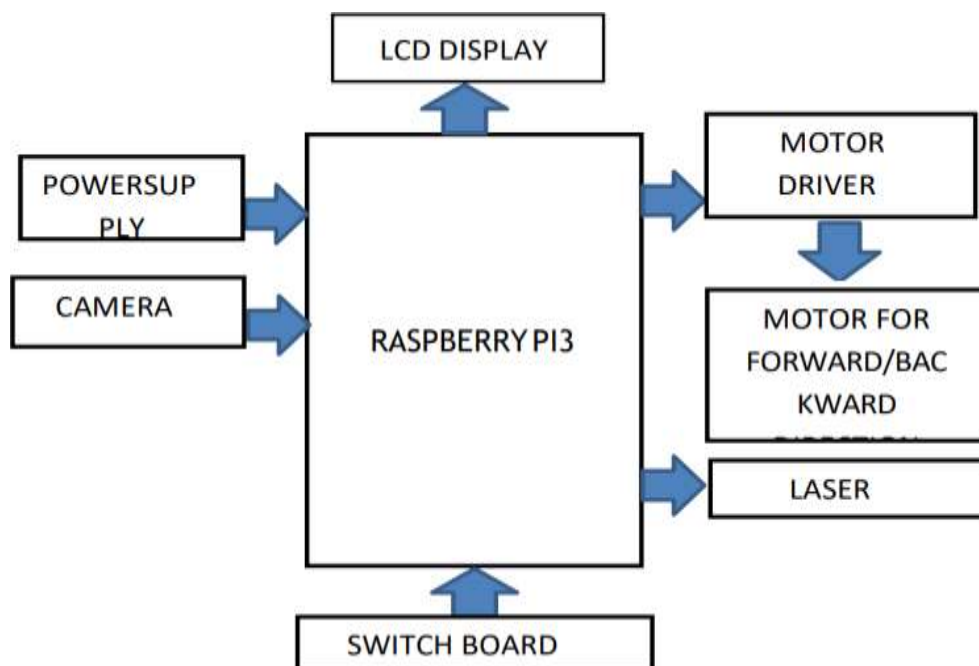 LCD DISPLAY
POWERSUP
PLY
CAMERA
RASPBERRY PI3
MOTOR
DRIVER
MOTOR FOR
FORWARD/BAC
KWARD
LASER
SWITCH BOARD